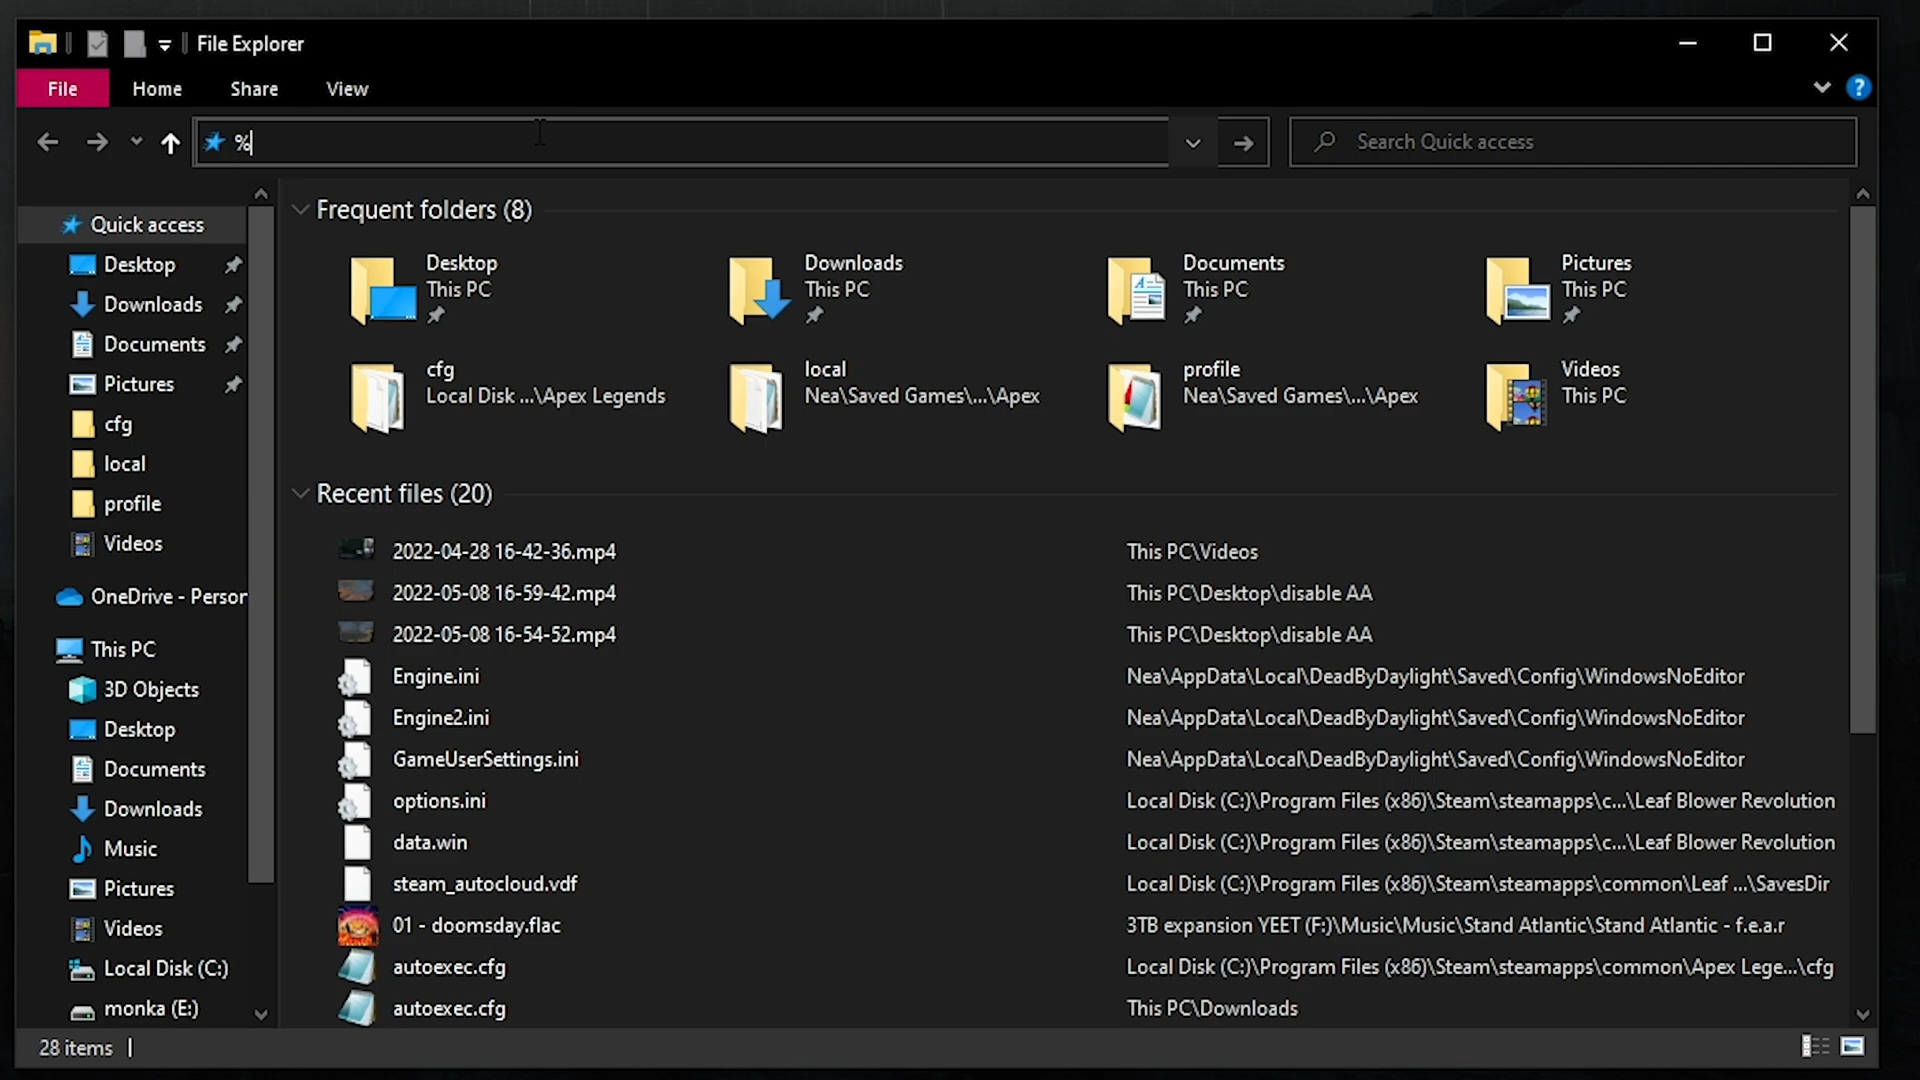 File Explorer
File Home Share View
?
%
Search Quick access
Quick access
Desktop
Downloads
Documents
Pictures
cfg
local
profile
Videos
OneDrive - Person
This PC
3D Objects
Desktop
Documents
Downloads
Music
Pictures
Videos
Local Disk (C:)
monka (E:)
Frequent folders (8)
Desktop
This PC
Downloads
This PC
Documents
This PC
Pictures
This PC
cfg
Local Disk ...\Apex Legends
local
Nea\Saved Games\...\Apex
profile
Nea\Saved Games\...\Apex
Videos
This PC
Recent files (20)
2022-04-28 16-42-36.mp4 This PC\Videos
2022-05-08 16-59-42.mp4 This PC\Desktop\disable AA
2022-05-08 16-54-52.mp4 This PC\Desktop\disable AA
Engine.ini Nea\AppData\Local\DeadByDaylight\Saved\Config\WindowsNoEditor
Engine2.ini Nea\AppData\Local\DeadByDaylight\Saved\Config\WindowsNoEditor
GameUserSettings.ini Nea\AppData\Local\DeadByDaylight\Saved\Config\WindowsNoEditor
options.ini Local Disk (C:)\Program Files (x86)\Steam\steamapps\c...\Leaf Blower Revolution
data.win Local Disk (C:)\Program Files (x86)\Steam\steamapps\c...\Leaf Blower Revolution
steam_autocloud.vdf Local Disk (C:)\Program Files (x86)\Steam\steamapps\common\Leaf ...\SavesDir
01 - doomsday.flac 3TB expansion YEET (F:)\Music\Music\Stand Atlantic\Stand Atlantic - f.e.a.r
autoexec.cfg Local Disk (C:)\Program Files (x86)\Steam\steamapps\common\Apex Lege...\cfg
autoexec.cfg This PC\Downloads
28 items